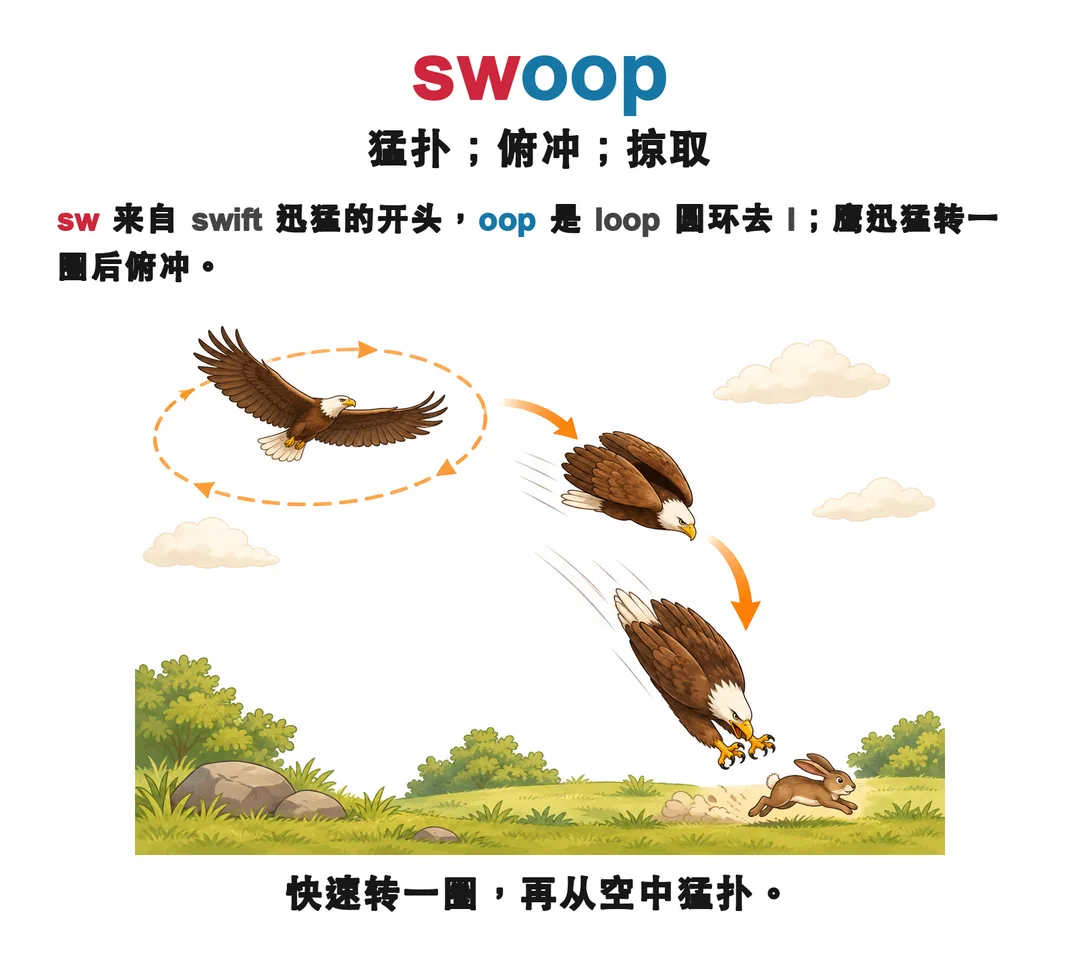 swoop
猛扑；俯冲；掠取
sw 来自 swift 迅猛的开头，oop 是 loop 圆环去 l；鹰迅猛转一
圈后俯冲。
快速转一圈，再从空中猛扑。